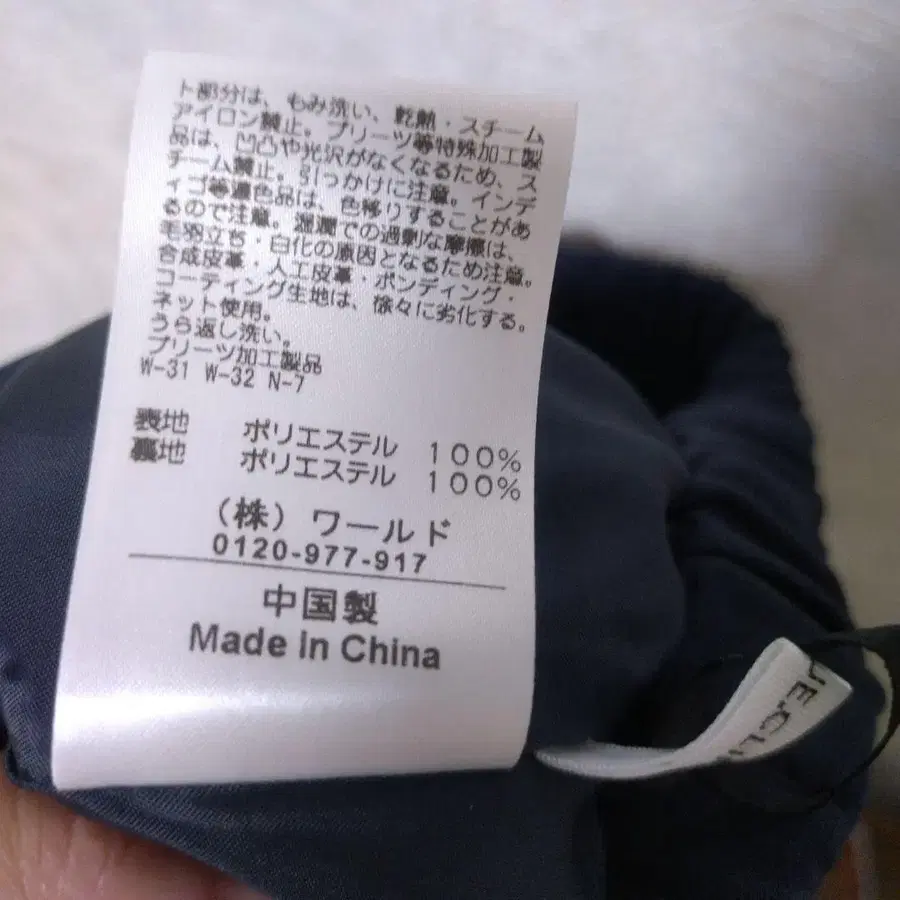 ト部分は、もみ洗い、乾熱・スチーム
アイロン禁止。プリーツ等特殊加工製
品は、凹凸や光沢がなくなるため、ス
チーム禁止。引っかけに注意。インデ
ィゴ等濃色品は、色移りすることがあ
るので注意。湿潤での過剰な摩擦は、
毛羽立ち・白化の原因となるため注意。
合成皮革・人工皮革・ボンディング・
コーティング生地は、徐々に劣化する。
ネット使用。
うら返し洗い。
プリーツ加工製品
W-31 W-32 N-7
表地 ポリエステル 100%
裏地 ポリエステル 100%
(株) ワールド
0120-977-917
中国製
Made in China